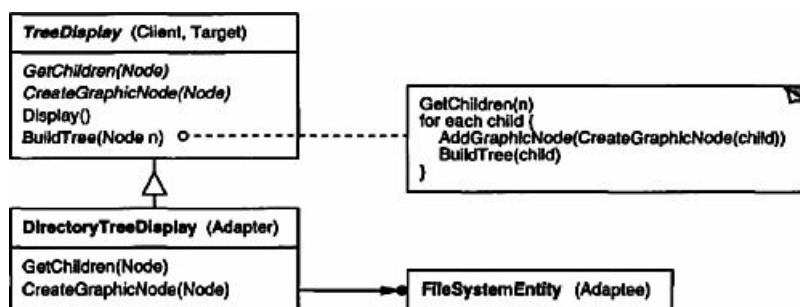 TreeDisplay (Client, Target)
GetChildren(Node)
CreateGraphicNode(Node)
Display()
BuildTree(Node n)
GetChildren(n)
for each child {
AddGraphicNode(CreateGraphicNode(child))
BuildTree(child)
}
DirectoryTreeDisplay (Adapter)
GetChildren(Node)
CreateGraphicNode(Node)
FileSystemEntity (Adaptee)